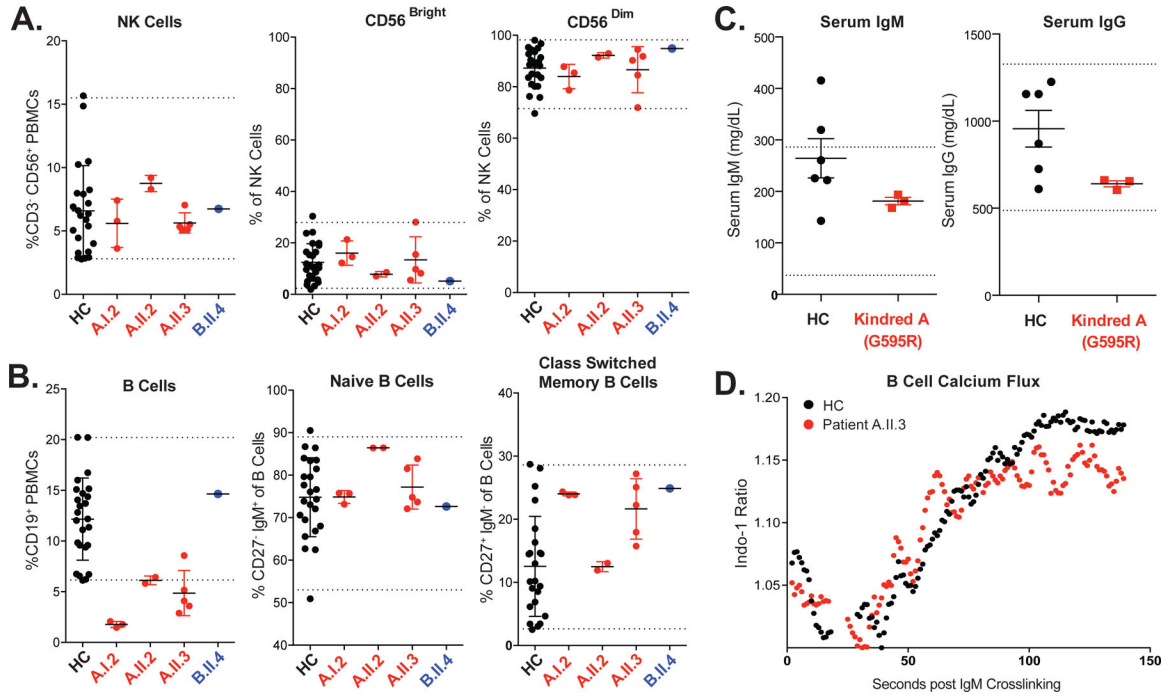 A.
NK Cells
%CD3⁻ CD56⁺ PBMCs
20
15
10
5
0
HC
A.I.2
A.II.2
A.II.3
B.II.4
CD56 Bright
% of NK Cells
100
80
60
40
20
0
HC
A.I.2
A.II.2
A.II.3
B.II.4
CD56 Dim
% of NK Cells
100
80
60
40
20
0
HC
A.I.2
A.II.2
A.II.3
B.II.4
B.
B Cells
%CD19⁺ PBMCs
25
20
15
10
5
0
HC
A.I.2
A.II.2
A.II.3
B.II.4
Naive B Cells
% CD27⁻ IgM⁺ of B Cells
100
90
80
70
60
50
40
HC
A.I.2
A.II.2
A.II.3
B.II.4
Class Switched
Memory B Cells
% CD27⁺ IgM⁻ of B Cells
40
30
20
10
0
HC
A.I.2
A.II.2
A.II.3
B.II.4
C.
Serum IgM
Serum IgM (mg/dL)
500
400
300
200
100
0
HC
Kindred A
(G595R)
Serum IgG
Serum IgG (mg/dL)
1500
1000
500
0
HC
Kindred A
(G595R)
D.
B Cell Calcium Flux
HC
Patient A.II.3
Indo-1 Ratio
1.20
1.15
1.10
1.05
0
50
100
150
Seconds post IgM Crosslinking